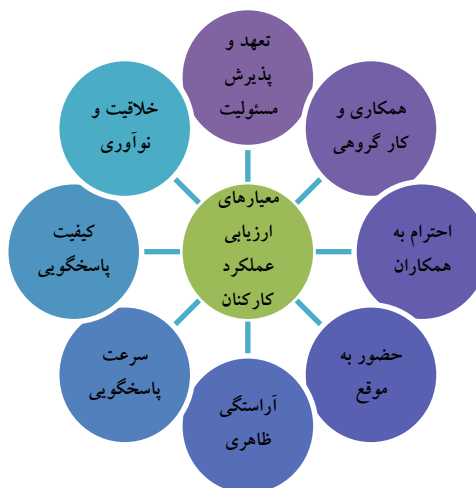 تعهد و
پذیرش
مسئولیت
همکاری و
کار گروهی
احترام به
همکاران
حضور به
موقع
آراستگی
ظاهری
سرعت
پاسخگویی
کیفیت
پاسخگویی
خلاقیت و
نوآوری
معیارهای
ارزیابی
عملکرد
کارکنان